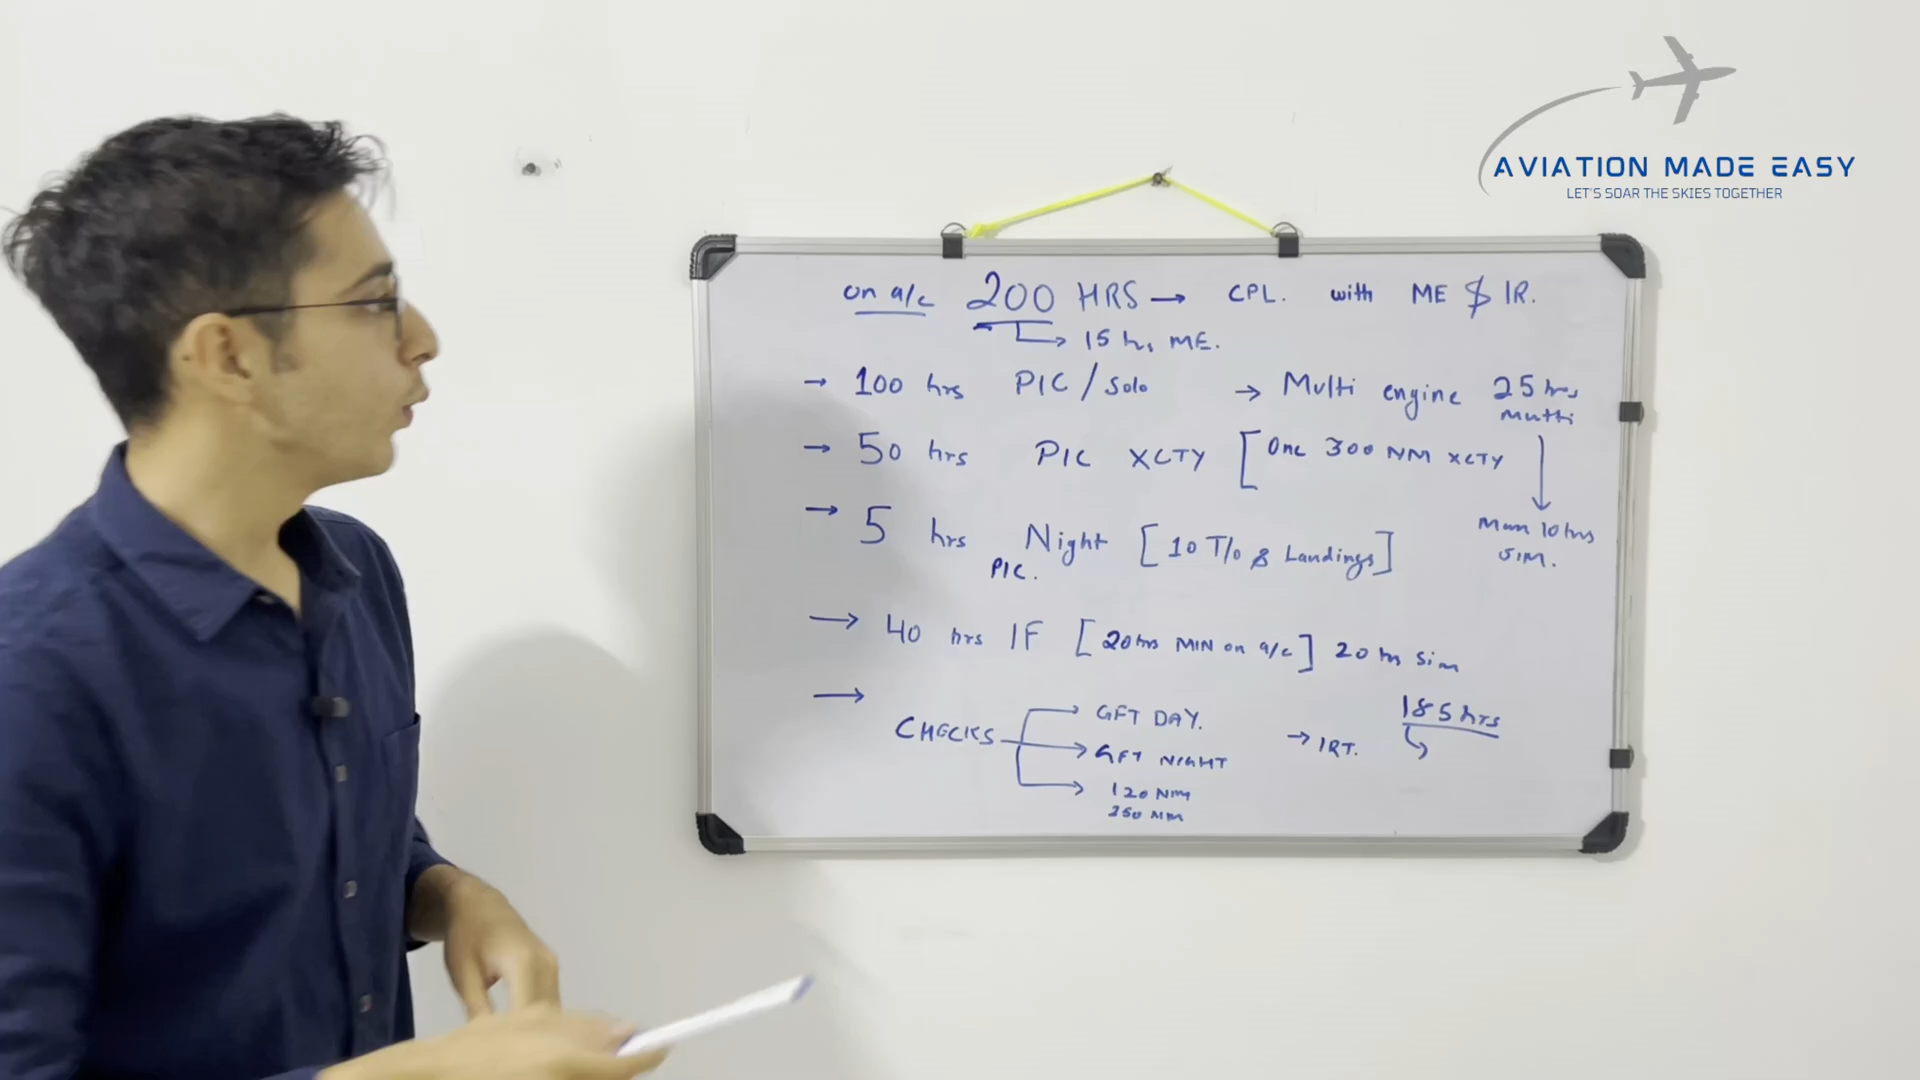 AVIATION MADE EASY
LET'S SOAR THE SKIES TOGETHER
on a/c 200 HRS → CPL. with ME & IR.
→ 15 hrs ME.
→ 100 hrs PIC / Solo → Multi engine 25 hrs
Multi
→ 50 hrs PIC XCTY [One 300 NM XCTY
→ 5 hrs Night [10 T/o & Landings]
PIC.
Max 10 hrs
SIM.
→ 40 hrs IF [20 hrs MIN on a/c] 20 hrs sim
→ CHECKS → GFT DAY.
→ GFT NIGHT
→ 120 NM
250 NM
→ IRT.
185 hrs